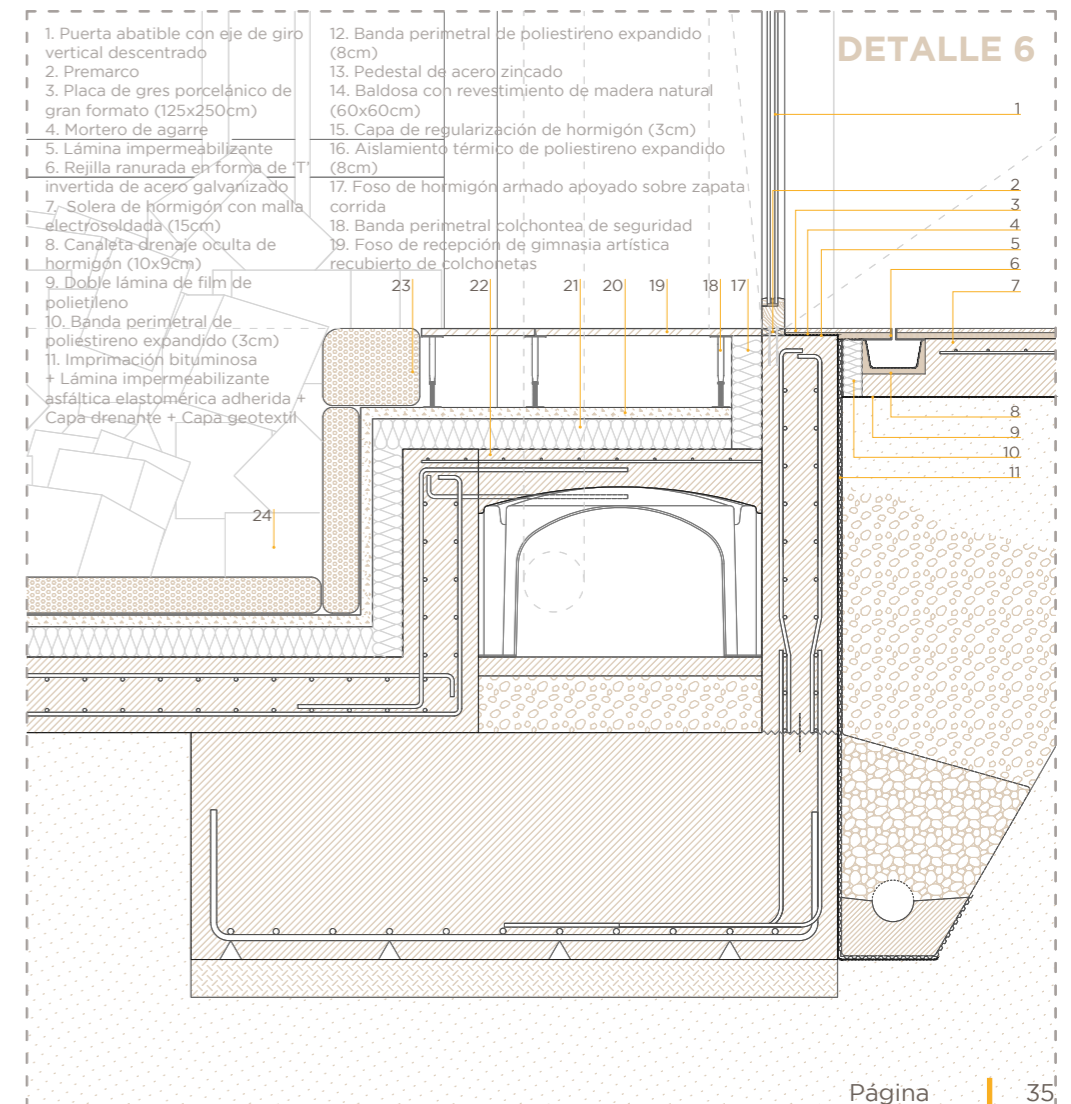 DETALLE 6
1. Puerta abatible con eje de giro
vertical descentrado
2. Premarco
3. Placa de gres porcelánico de
gran formato (125x250cm)
4. Mortero de agarre
5. Lámina impermeabilizante
6. Rejilla ranurada en forma de 'T'
invertida de acero galvanizado
7. Solera de hormigón con malla
electrosoldada (15cm)
8. Canaleta drenaje oculta de
hormigón (10x9cm)
9. Doble lámina de film de
polietileno
10. Banda perimetral de
poliestireno expandido (3cm)
11. Imprimación bituminosa
+ Lámina impermeabilizante
asfáltica elastomérica adherida +
Capa drenante + Capa geotextil
12. Banda perimetral de poliestireno expandido
(8cm)
13. Pedestal de acero zincado
14. Baldosa con revestimiento de madera natural
(60x60cm)
15. Capa de regularización de hormigón (3cm)
16. Aislamiento térmico de poliestireno expandido
(8cm)
17. Foso de hormigón armado apoyado sobre zapata
corrida
18. Banda perimetral colchontea de seguridad
19. Foso de recepción de gimnasia artística
recubierto de colchonetas
1
2
3
4
5
6
7
23 22 21 20 19 18 17
8
9
10
11
24
Página 35